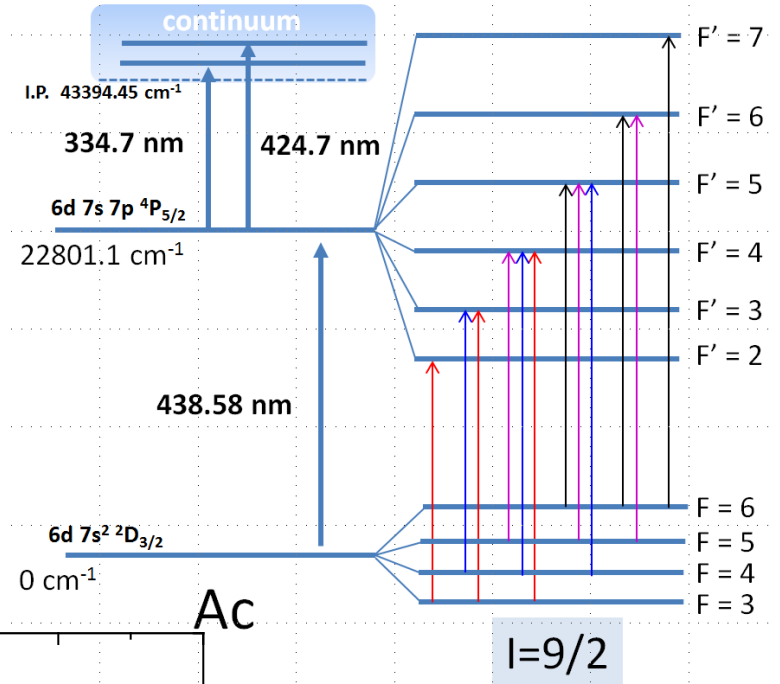 continuum
I.P. 43394.45 cm⁻¹
334.7 nm
424.7 nm
6d 7s 7p ⁴P₅/₂
22801.1 cm⁻¹
438.58 nm
6d 7s² ²D₃/₂
0 cm⁻¹
Ac
F' = 7
F' = 6
F' = 5
F' = 4
F' = 3
F' = 2
F = 6
F = 5
F = 4
F = 3
I=9/2